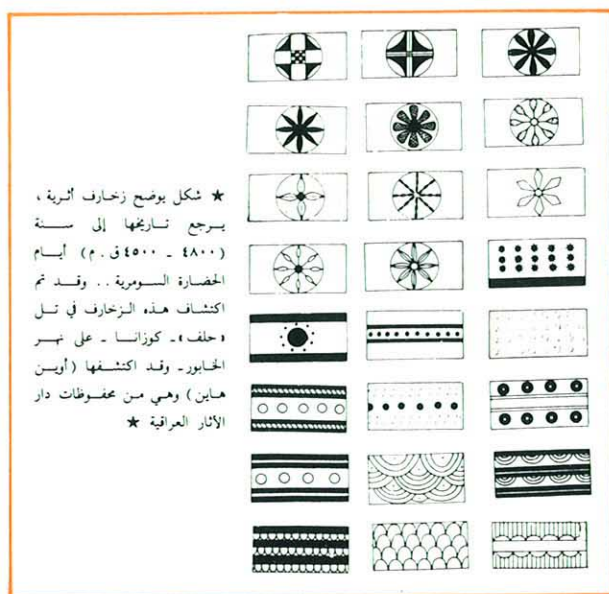 ★ شكل يوضح زخارف أثرية ،
يرجع تاريخها إلى سنة
(٤٨٠٠ ـ ٤٥٠٠ ق . م) أيام
الحضارة السومرية . . وقد تم
اكتشاف هذه الزخارف في تل
«حلف» ـ كوزانا ـ على نهر
الخابور ـ وقد اكتشفها (أوين
هاين) وهي من محفوظات دار
الآثار العراقية ★